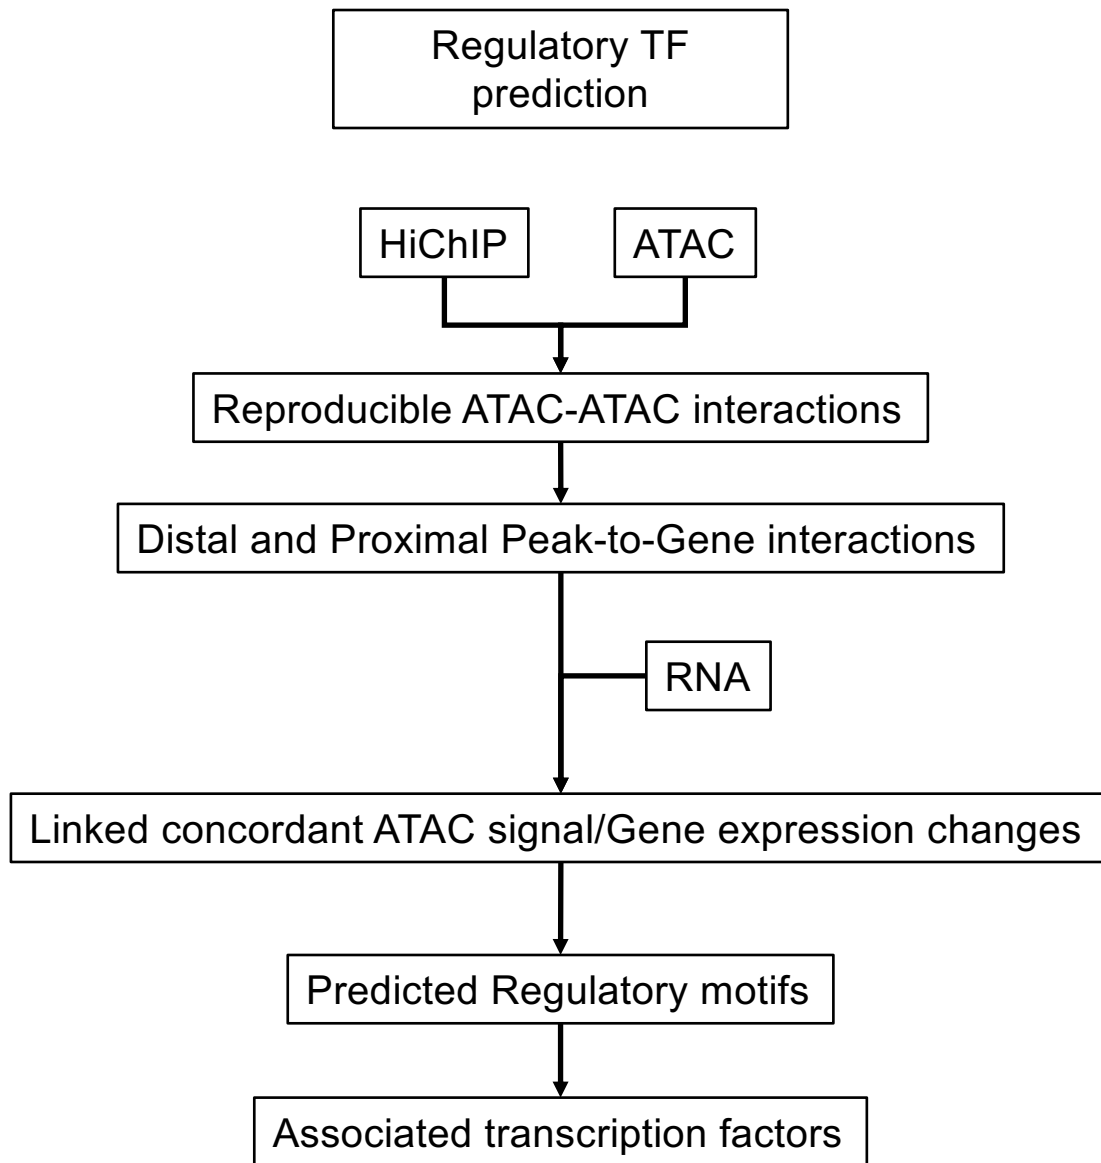 Regulatory TF
prediction
HiChIP
ATAC
Reproducible ATAC-ATAC interactions
Distal and Proximal Peak-to-Gene interactions
RNA
Linked concordant ATAC signal/Gene expression changes
Predicted Regulatory motifs
Associated transcription factors